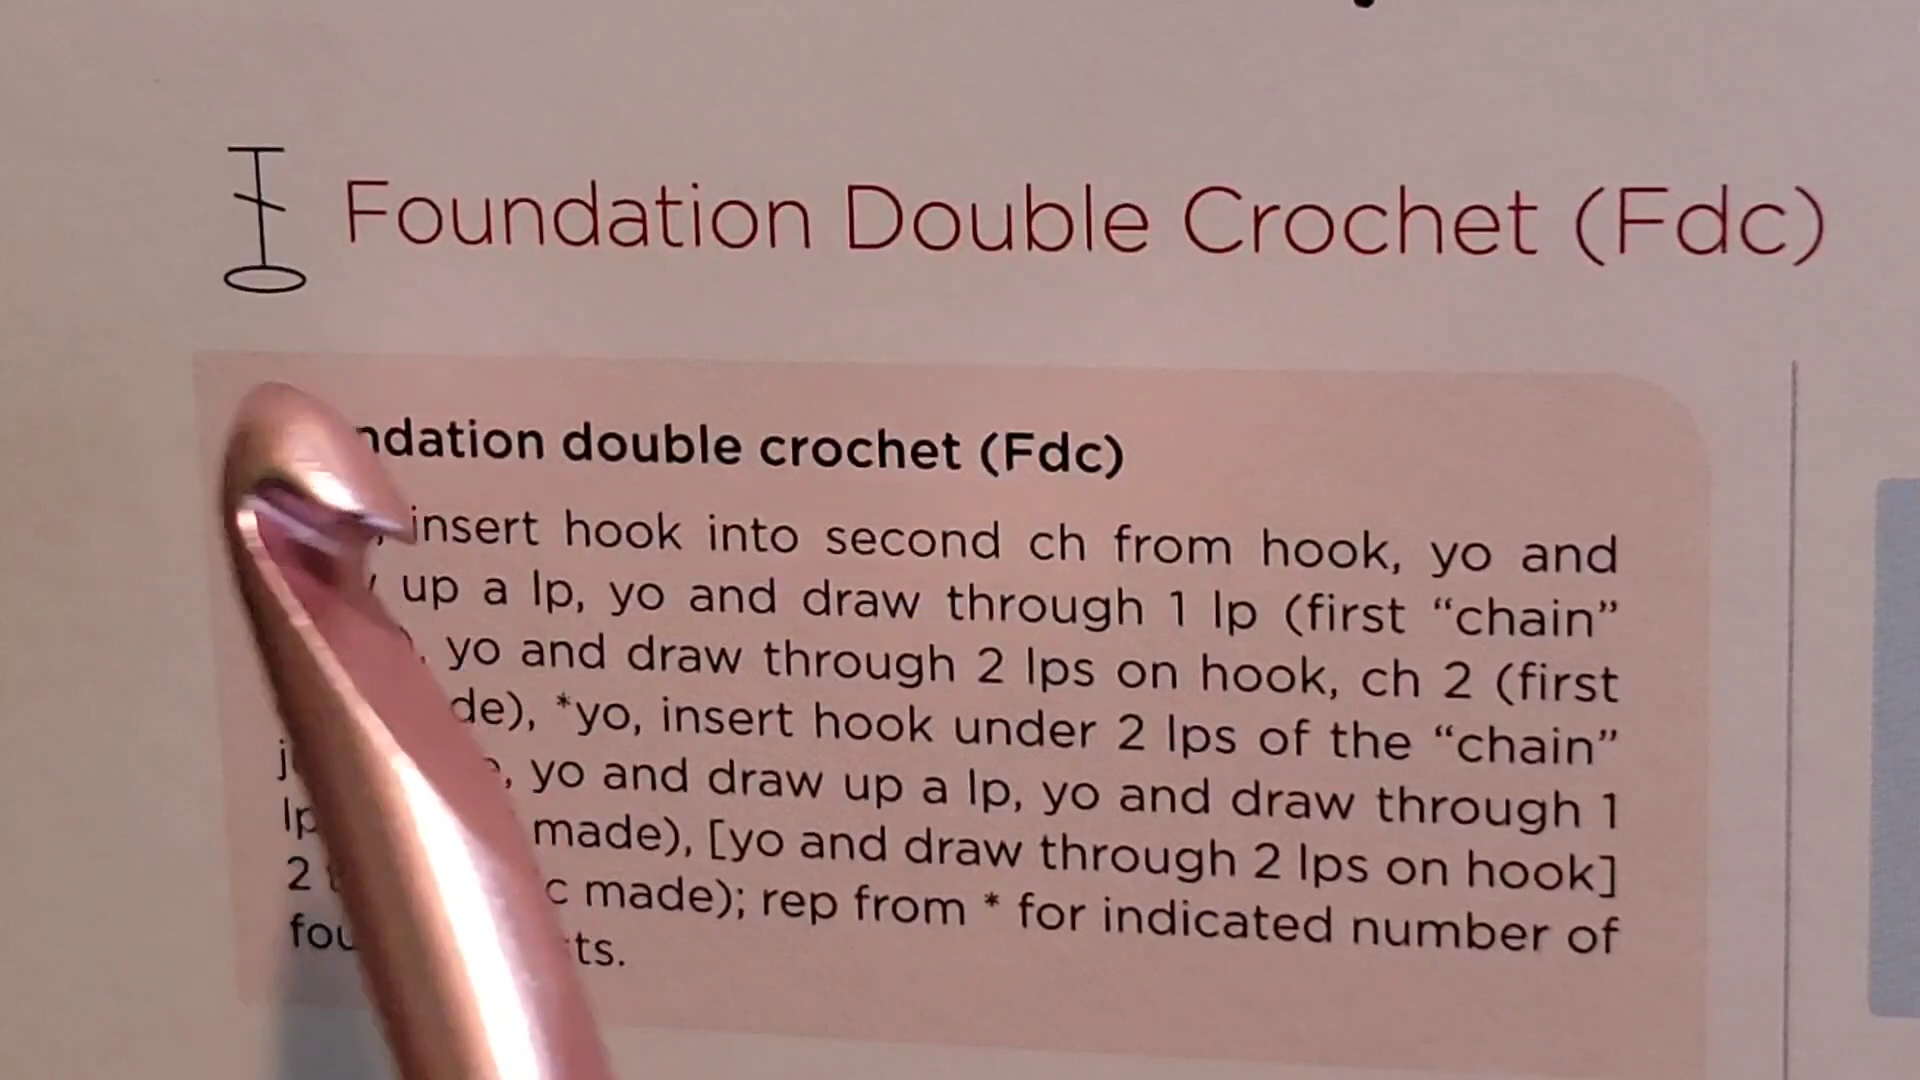 Foundation Double Crochet (Fdc)
double crochet (Fdc)
insert hook into second ch from hook, yo and
up a lp, yo and draw through 1 lp (first “chain”
yo and draw through 2 lps on hook, ch 2 (first
*yo, insert hook under 2 lps of the “chain”
yo and draw up a lp, yo and draw through 1
made), [yo and draw through 2 lps on hook]
2 made); rep from * for indicated number of